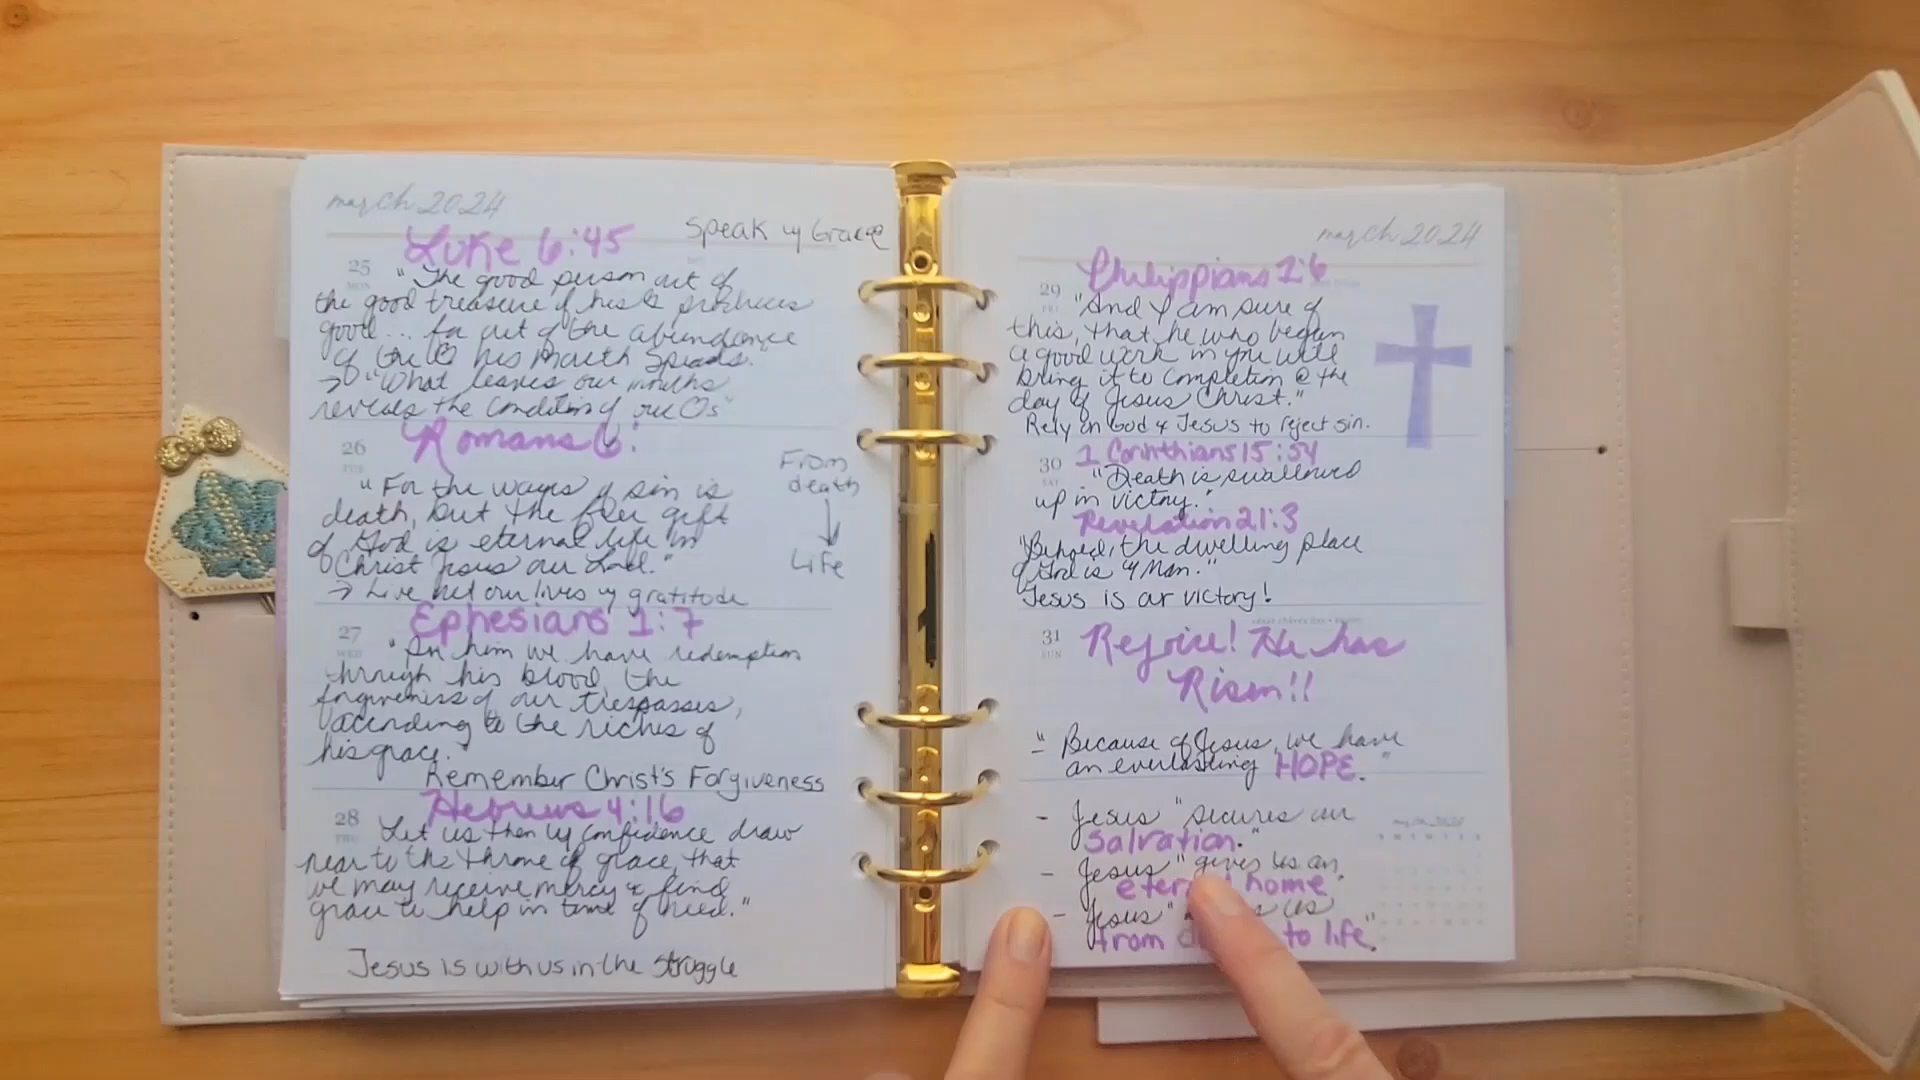 march 2024
Speak w/ Grace
Luke 6:45
25
MON
"The good person out of
the good treasure of his produces
good... for out of the abundance
of the his mouth speaks."
→ "What leaves our mouths
reveals the condition of our s"
Romans 6:
26
TUE
"For the wages of sin is
death, but the free gift
of God is eternal life in
Christ Jesus our Lord."
→ Live out our lives w/ gratitude
From
death
Life
Ephesians 1:7
27
WED
"In him we have redemption
through his blood, the
forgiveness of our trespasses,
according to the riches of
his grace."
Remember Christ's Forgiveness
Hebrews 4:16
28
THU
Let us then w/ confidence draw
near to the throne of grace, that
we may receive mercy & find
grace to help in time of need."
Jesus is with us in the struggle
march 2024
Philippians 1:6
29
FRI
"And I am sure of
this, that he who began
a good work in you will
bring it to completion @ the
day of Jesus Christ."
Rely on God & Jesus to reject sin.
1 Corinthians 15:54
30
SAT
"Death is swallowed
up in victory."
Revelation 21:3
"Behold, the dwelling place
of God is w/ Man."
Jesus is our victory!
31
SUN
Rejoice! He has
Risen!!
- "Because of Jesus, we have
an everlasting HOPE."
- Jesus "secures our
Salvation."
- Jesus "gives us an
eternal home."
- Jesus" us
from to life."